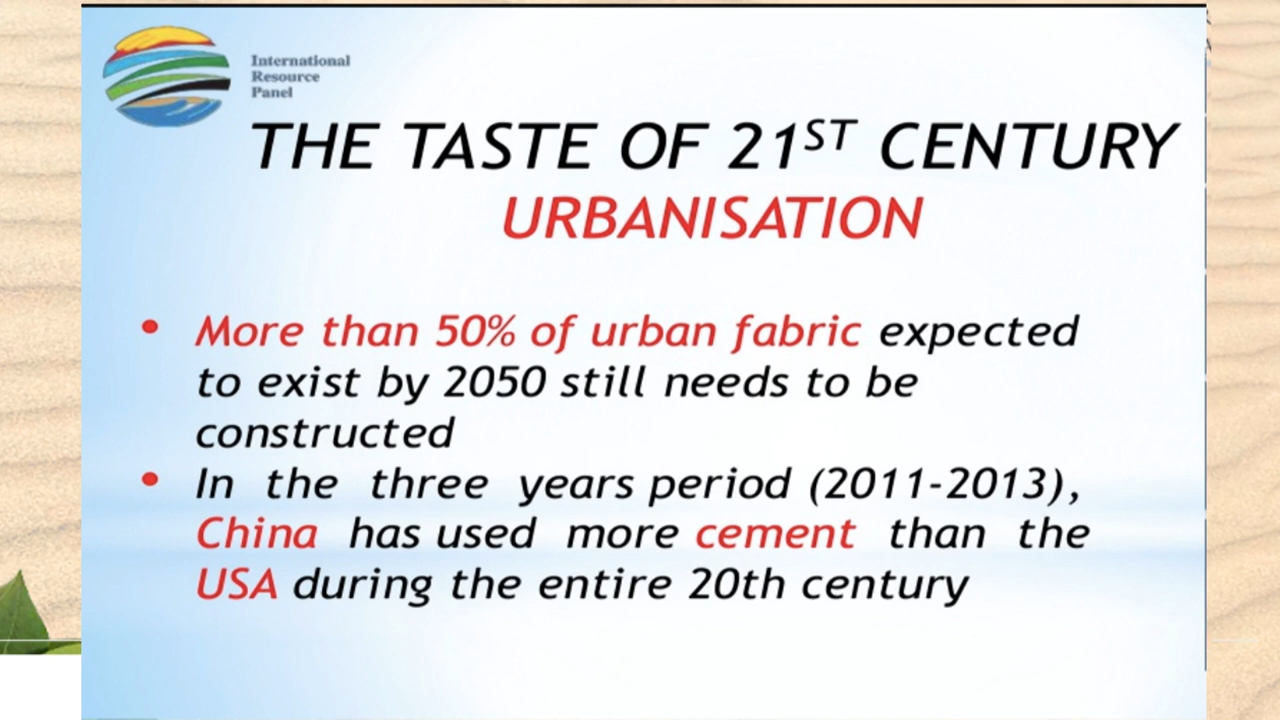 International
Resource
Panel
THE TASTE OF 21ST CENTURY
URBANISATION
• More than 50% of urban fabric expected
to exist by 2050 still needs to be
constructed
• In the three years period (2011-2013),
China has used more cement than the
USA during the entire 20th century